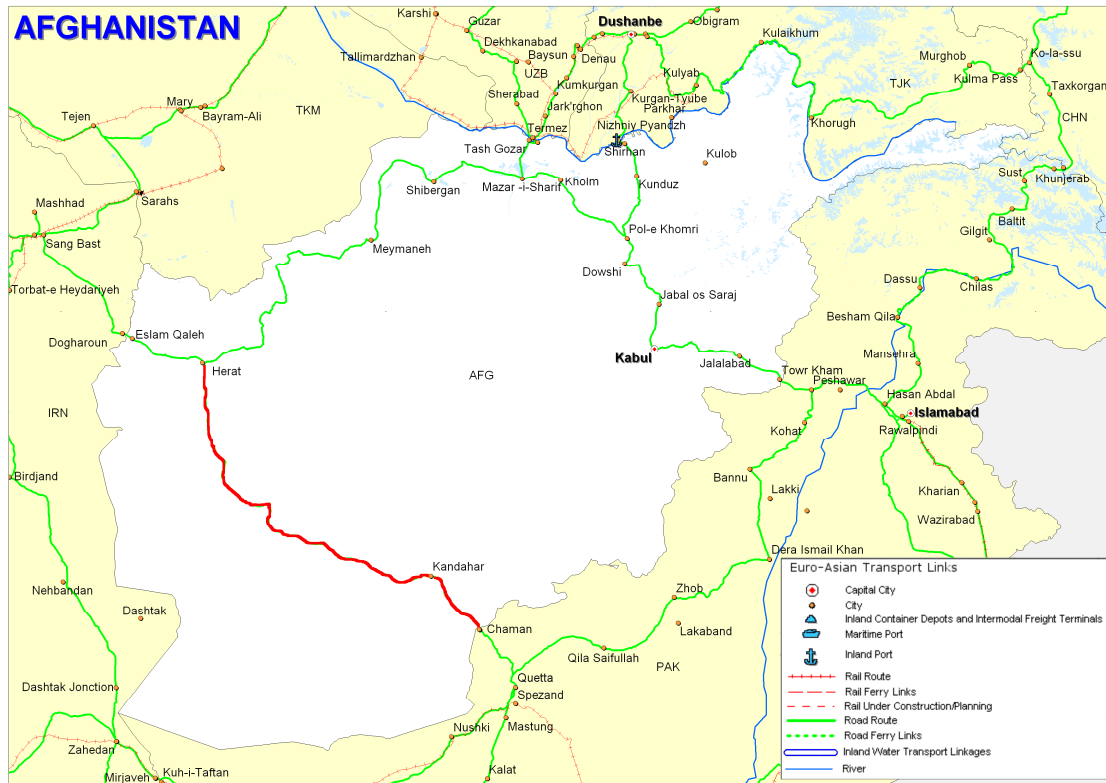 AFGHANISTAN
Karshi
Guzar
Dushanbe
Obigram
Kulaikhum
Tallimardzhan
Dekhkanabad
Baysun
Denau
UZB
Kumkurgan
Sherabad
Jark'rghon
Kulyab
Kurgan-Tyube
Parkhar
Murghob
Ko-la-ssu
Kulma Pass
Taxkorgan
TJK
CHN
Khorugh
Mary
Bayram-Ali
TKM
Tejen
Termez
Tash Gozar
Nizhniy Pyandzh
Shirhan
Kulob
Kunduz
Mazar -i-Sharif
Kholm
Shibergan
Sust
Khunjerab
Baltit
Gilgit
Sarahs
Mashhad
Sang Bast
Meymaneh
Pol-e Khomri
Dowshi
Dassu
Chilas
Torbat-e Heydariyeh
Jabal os Saraj
Besham Qila
Dogharoun
Eslam Qaleh
Herat
Kabul
Jalalabad
Mansehra
AFG
Towr Kham
Peshawar
Hasan Abdal
Islamabad
Rawalpindi
IRN
Kohat
Birdjand
Bannu
Lakki
Kharian
Wazirabad
Dera Ismail Khan
Kandahar
Nehbandan
Dashtak
Zhob
Chaman
Lakaband
Qila Saifullah
PAK
Dashtak Jonction
Quetta
Spezand
Mastung
Nushki
Zahedan
Mirjaveh
Kuh-i-Taftan
Kalat
Euro-Asian Transport Links
Capital City
City
Inland Container Depots and Intermodal Freight Terminals
Maritime Port
Inland Port
Rail Route
Rail Ferry Links
Rail Under Construction/Planning
Road Route
Road Ferry Links
Inland Water Transport Linkages
River